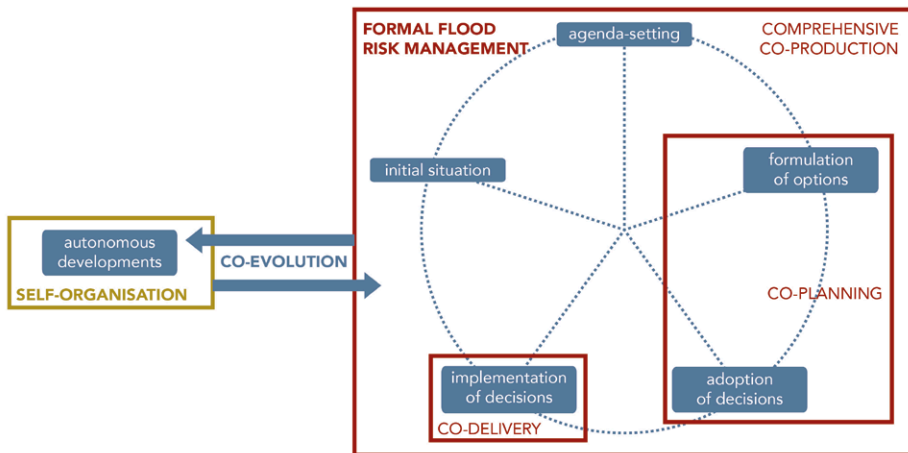 FORMAL FLOOD
RISK MANAGEMENT
agenda-setting
COMPREHENSIVE
CO-PRODUCTION
initial situation
formulation
of options
autonomous
developments
SELF-ORGANISATION
CO-EVOLUTION
CO-PLANNING
implementation
of decisions
CO-DELIVERY
adoption
of decisions